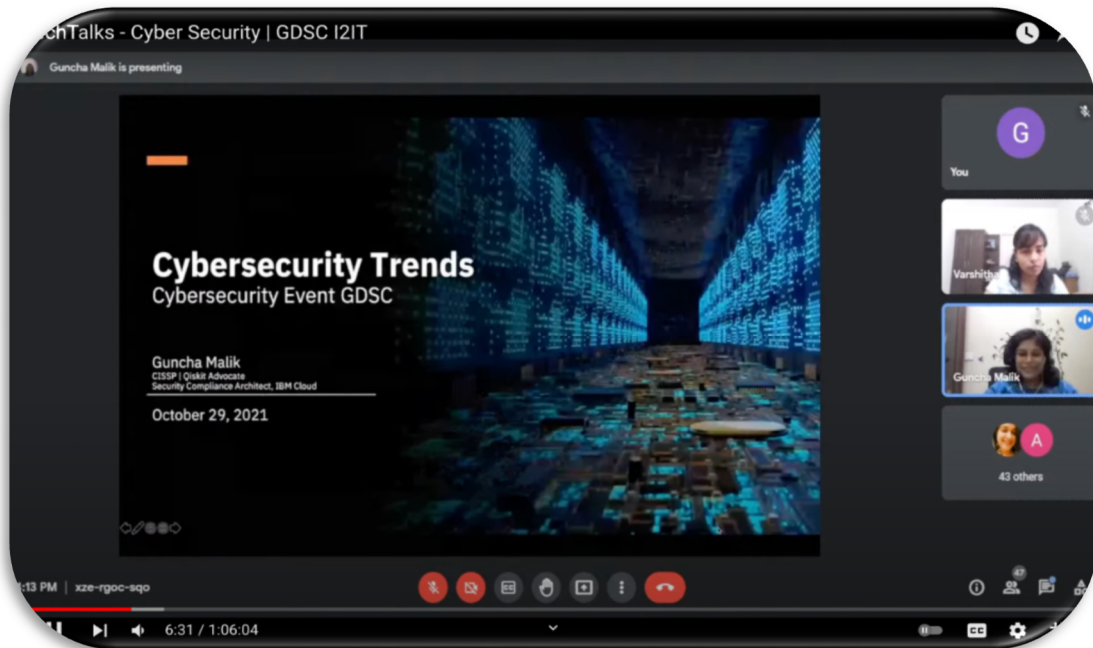 chTalks - Cyber Security | GDSC I2IT
Guncha Malik is presenting
G
You
Cybersecurity Trends
Cybersecurity Event GDSC
Varshitha
Guncha Malik
CISSP | Qiskit Advocate
Security Compliance Architect, IBM Cloud
Guncha Malik
October 29, 2021
A
43 others
:13 PM | xze-rgoc-sqo
47
6:31 / 1:06:04
CC